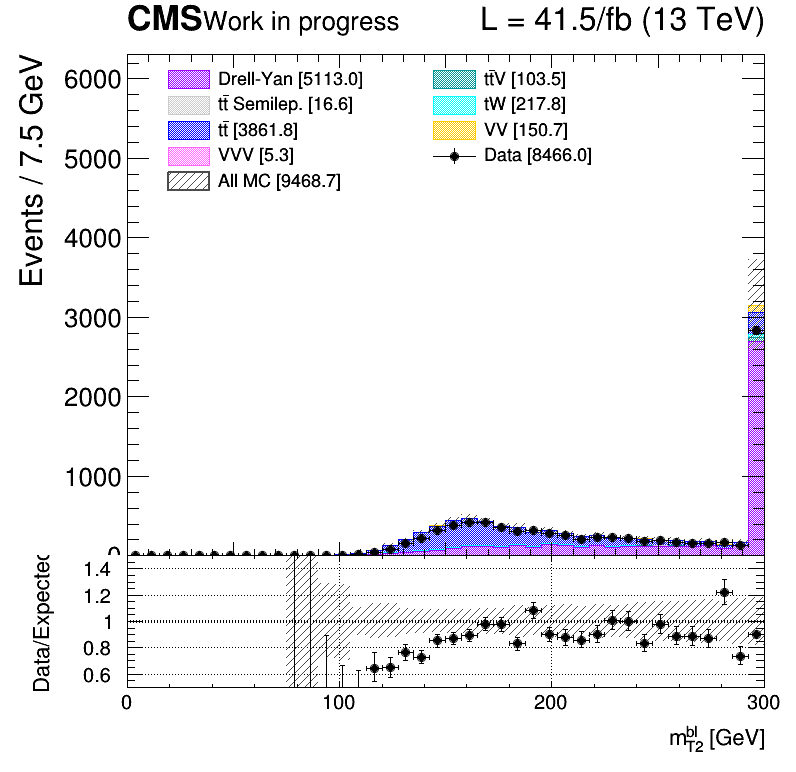 CMS Work in progress L = 41.5/fb (13 TeV)
Events / 7.5 GeV
6000
5000
4000
3000
2000
1000
0
Drell-Yan [5113.0]
tt̄ Semilep. [16.6]
tt̄ [3861.8]
VVV [5.3]
All MC [9468.7]
tt̄V [103.5]
tW [217.8]
VV [150.7]
Data [8466.0]
Data/Expected
1.4
1.2
1
0.8
0.6
0 100 200 300
m_{T2}^{bl} [GeV]